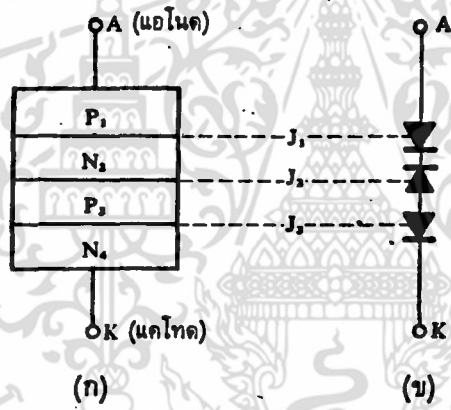 A (แอโนด) A
P₁
J₁
N₂
J₂
P₃
J₃
N₄
K (แคโทด) K
(ก) (ข)